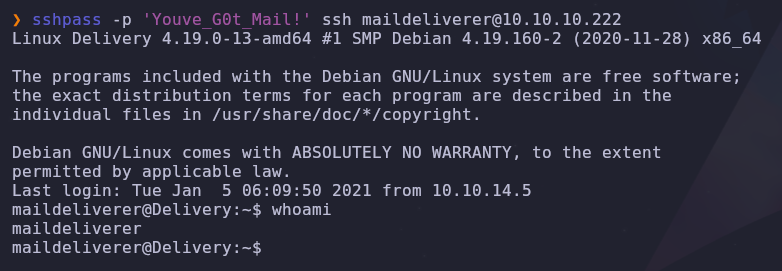 ❯ sshpass -p 'Youve_G0t_Mail!' ssh maildeliverer@10.10.10.222
Linux Delivery 4.19.0-13-amd64 #1 SMP Debian 4.19.160-2 (2020-11-28) x86_64
The programs included with the Debian GNU/Linux system are free software;
the exact distribution terms for each program are described in the
individual files in /usr/share/doc/*/copyright.
Debian GNU/Linux comes with ABSOLUTELY NO WARRANTY, to the extent
permitted by applicable law.
Last login: Tue Jan  5 06:09:50 2021 from 10.10.14.5
maildeliverer@Delivery:~$ whoami
maildeliverer
maildeliverer@Delivery:~$